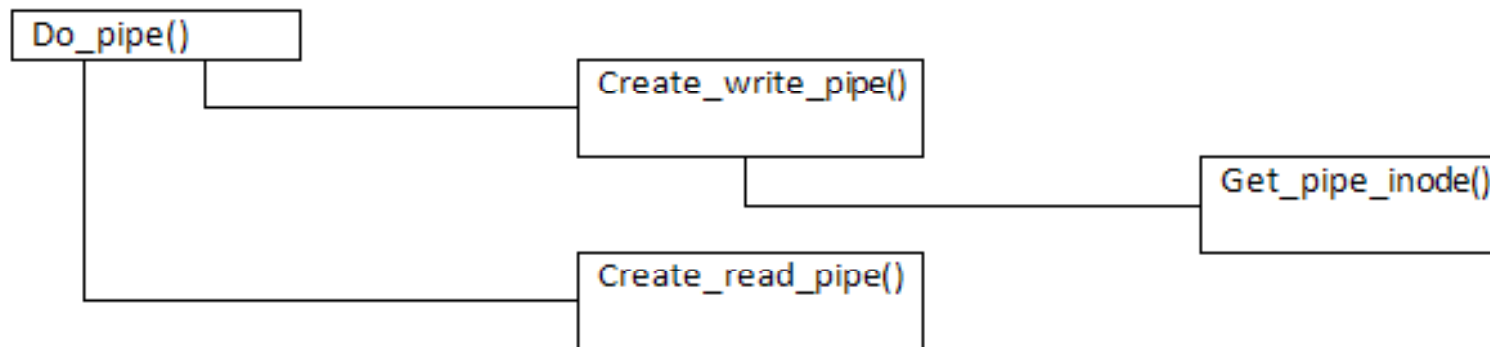 Do_pipe()
Create_write_pipe()
Get_pipe_inode()
Create_read_pipe()